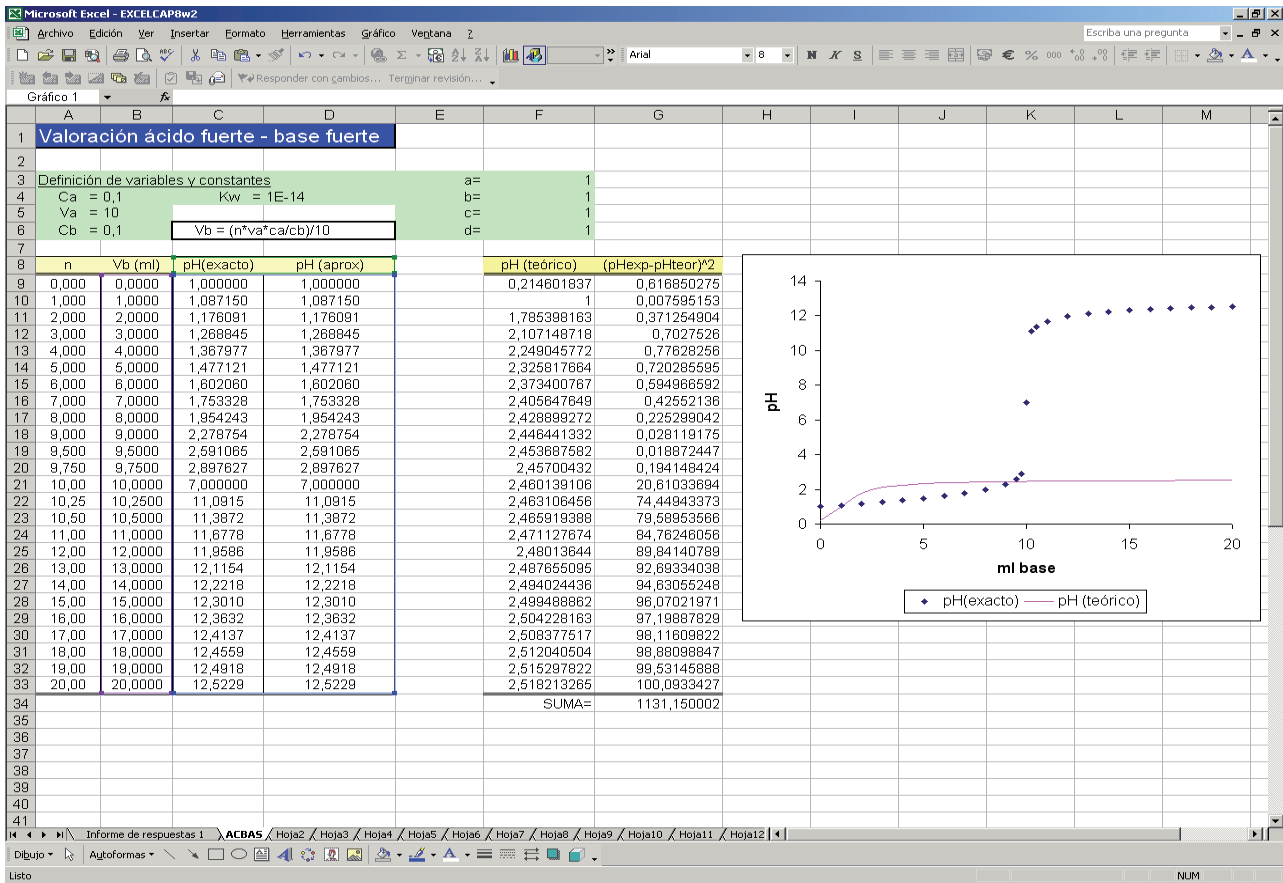 Microsoft Excel - EXCELCAP8w2
Archivo Edición Ver Insertar Formato Herramientas Gráfico Ventana ?
Escriba una pregunta
Arial 8 N K S € % 000
Responder con cambios... Terminar revisión...
Gráfico 1 fx
A B C D E F G H I J K L M
1 Valoración ácido fuerte - base fuerte
2
3 Definición de variables y constantes a= 1
4 Ca = 0,1 Kw = 1E-14 b= 1
5 Va = 10 c= 1
6 Cb = 0,1 Vb = (n*va*ca/cb)/10 d= 1
7
8 n Vb (ml) pH(exacto) pH (aprox) pH (teórico) (pHexp-pHteor)^2
9 0,000 0,0000 1,000000 1,000000 0,214601837 0,616850275
10 1,000 1,0000 1,087150 1,087150 1 0,007595153
11 2,000 2,0000 1,176091 1,176091 1,785398163 0,371254904
12 3,000 3,0000 1,268845 1,268845 2,107148718 0,7027526
13 4,000 4,0000 1,367977 1,367977 2,249045772 0,77628256
14 5,000 5,0000 1,477121 1,477121 2,325817664 0,720285595
15 6,000 6,0000 1,602060 1,602060 2,373400767 0,594966592
16 7,000 7,0000 1,753328 1,753328 2,405647649 0,42552136
17 8,000 8,0000 1,954243 1,954243 2,428899272 0,225299042
18 9,000 9,0000 2,278754 2,278754 2,446441332 0,028119175
19 9,500 9,5000 2,591065 2,591065 2,453687582 0,018872447
20 9,750 9,7500 2,897627 2,897627 2,45700432 0,194148424
21 10,00 10,0000 7,000000 7,000000 2,460139106 20,61033694
22 10,25 10,2500 11,0915 11,0915 2,463106456 74,44943373
23 10,50 10,5000 11,3872 11,3872 2,465919388 79,58953566
24 11,00 11,0000 11,6778 11,6778 2,471127674 84,76246056
25 12,00 12,0000 11,9586 11,9586 2,48013644 89,84140789
26 13,00 13,0000 12,1154 12,1154 2,487655095 92,69334038
27 14,00 14,0000 12,2218 12,2218 2,494024436 94,63055248
28 15,00 15,0000 12,3010 12,3010 2,499488862 96,07021971
29 16,00 16,0000 12,3632 12,3632 2,504228163 97,19887829
30 17,00 17,0000 12,4137 12,4137 2,508377517 98,11609822
31 18,00 18,0000 12,4559 12,4559 2,512040504 98,88098847
32 19,00 19,0000 12,4918 12,4918 2,515297822 99,53145888
33 20,00 20,0000 12,5229 12,5229 2,518213265 100,0933427
34 SUMA= 1131,150002
35
36
37
38
39
40
41
14
12
10
8
6
4
2
0
pH
0 5 10 15 20
ml base
pH(exacto) pH (teórico)
Informe de respuestas 1 ACBAS Hoja2 Hoja3 Hoja4 Hoja5 Hoja6 Hoja7 Hoja8 Hoja9 Hoja10 Hoja11 Hoja12
Dibujo Autoformas
Listo NUM